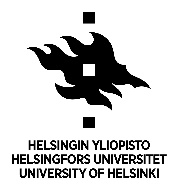 HELSINGIN YLIOPISTO
HELSINGFORS UNIVERSITET
UNIVERSITY OF HELSINKI